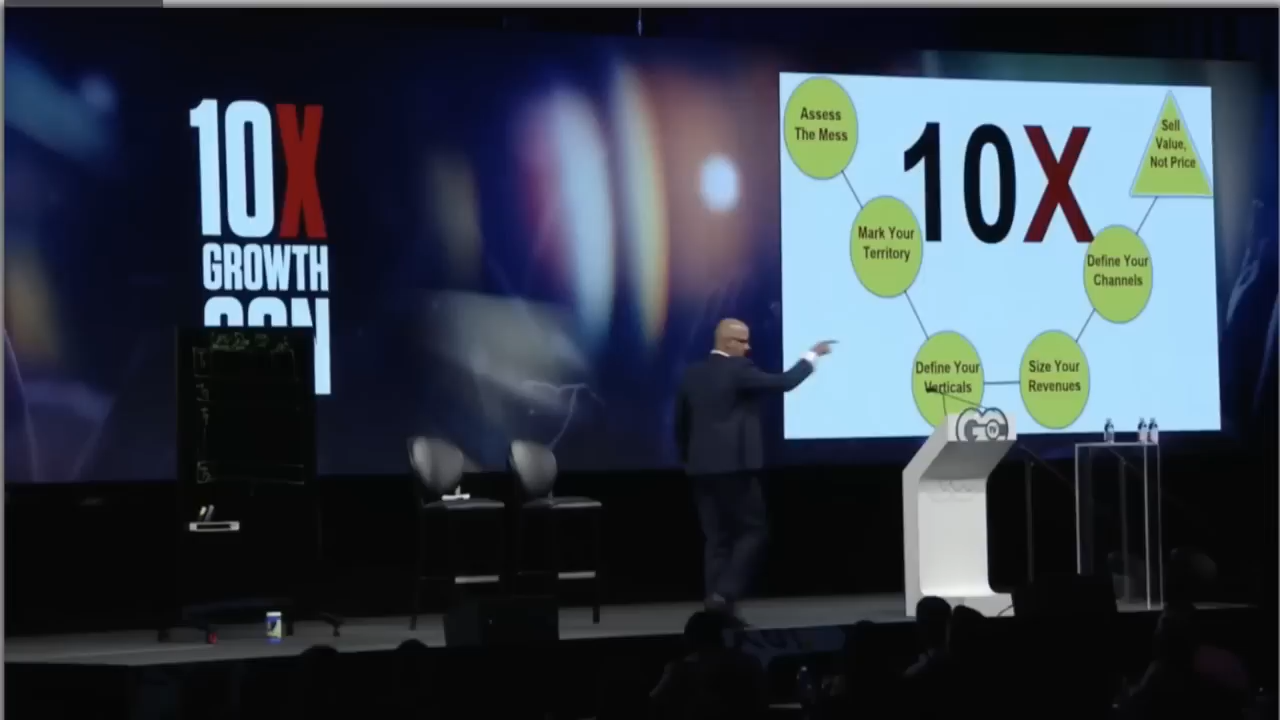 10X
GROWTH
CON
Assess
The Mess
Mark Your
Territory
Define Your
Verticals
Size Your
Revenues
Define Your
Channels
Sell
Value,
Not Price
10X